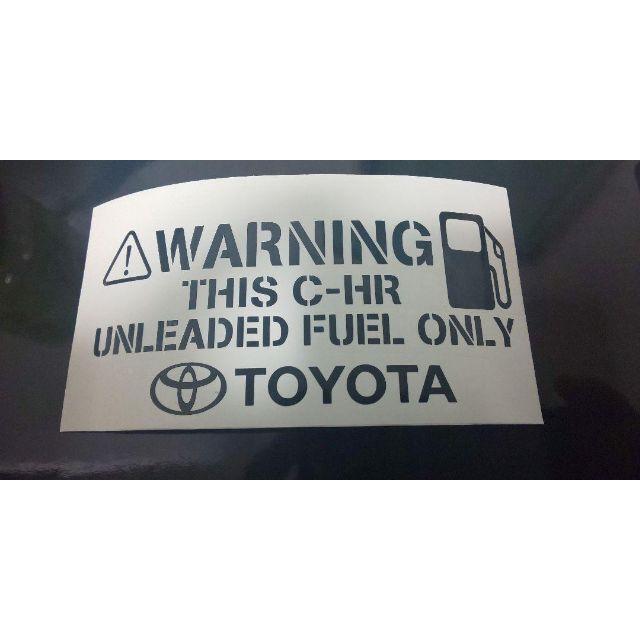 WARNING
THIS C-HR
UNLEADED FUEL ONLY
TOYOTA